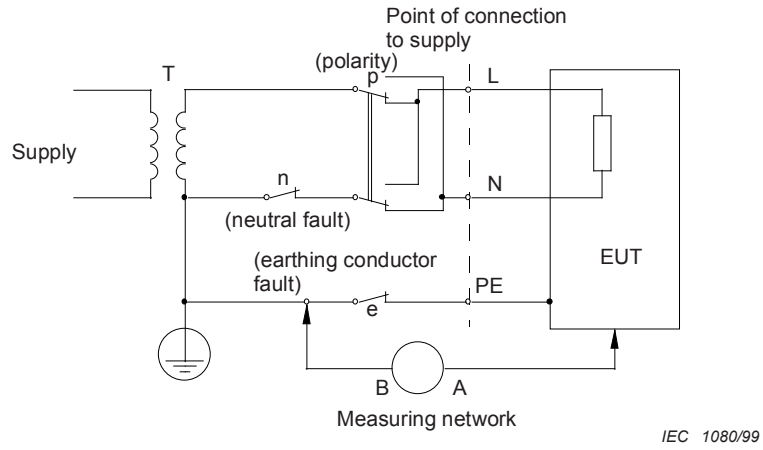 Point of connection
to supply
(polarity)
T
p
L
Supply
n
N
(neutral fault)
(earthing conductor
fault)
EUT
PE
e
B
A
Measuring network
IEC 1080/99